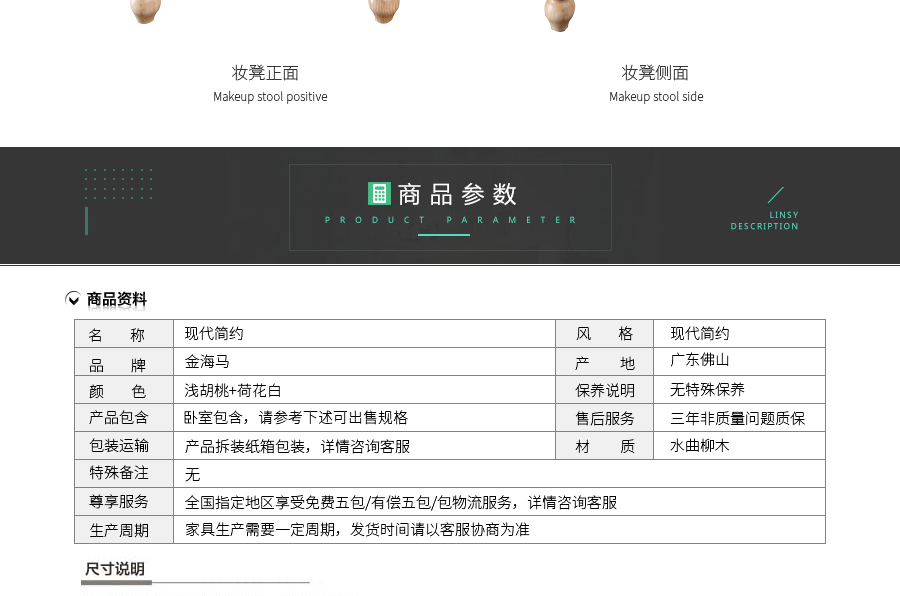 妆凳正面 妆凳侧面
Makeup stool positive Makeup stool side
商品参数
PRODUCT PARAMETER
LINSY
DESCRIPTION
商品资料
名 称 现代简约 风 格 现代简约
品 牌 金海马 产 地 广东佛山
颜 色 浅胡桃+荷花白 保养说明 无特殊保养
产品包含 卧室包含，请参考下述可出售规格 售后服务 三年非质量问题质保
包装运输 产品拆装纸箱包装，详情咨询客服 材 质 水曲柳木
特殊备注 无
尊享服务 全国指定地区享受免费五包/有偿五包/包物流服务，详情咨询客服
生产周期 家具生产需要一定周期，发货时间请以客服协商为准
尺寸说明